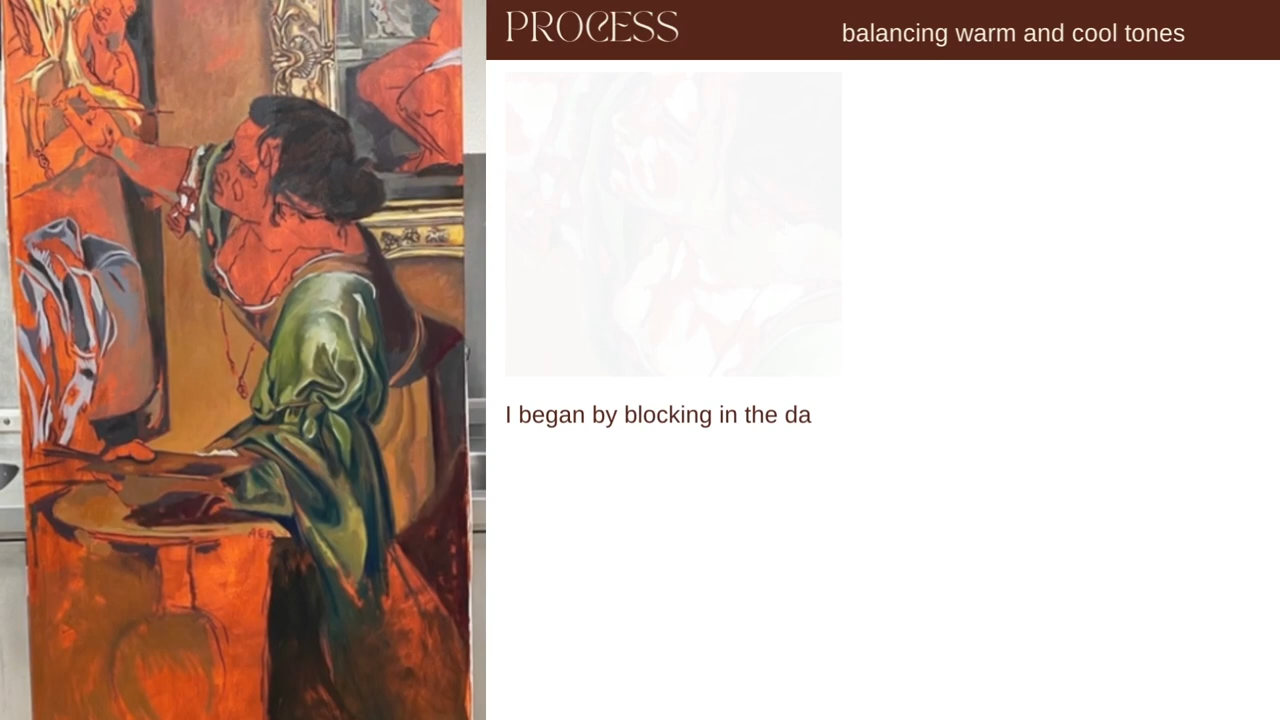 PROCESS
balancing warm and cool tones
I began by blocking in the da